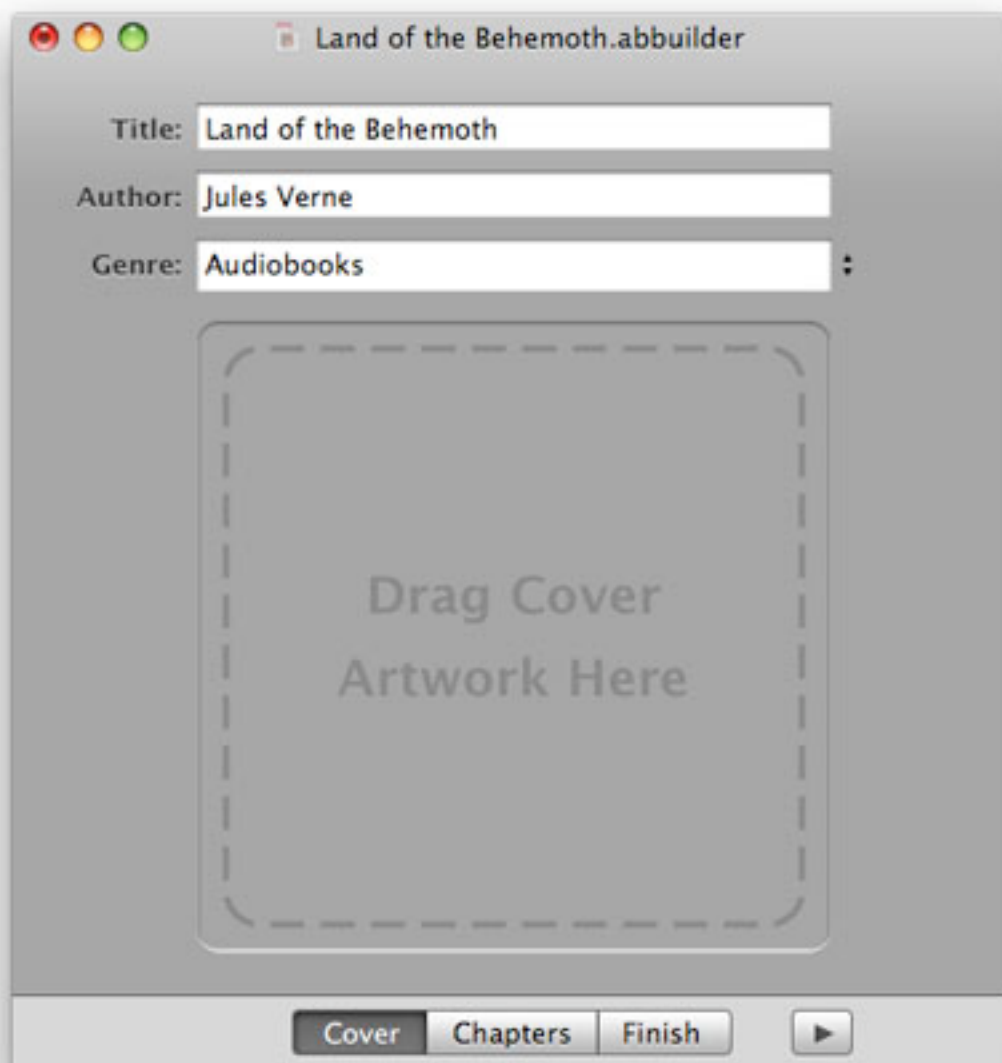 Land of the Behemoth.abbuilder
Title: Land of the Behemoth
Author: Jules Verne
Genre: Audiobooks
Drag Cover
Artwork Here
Cover Chapters Finish